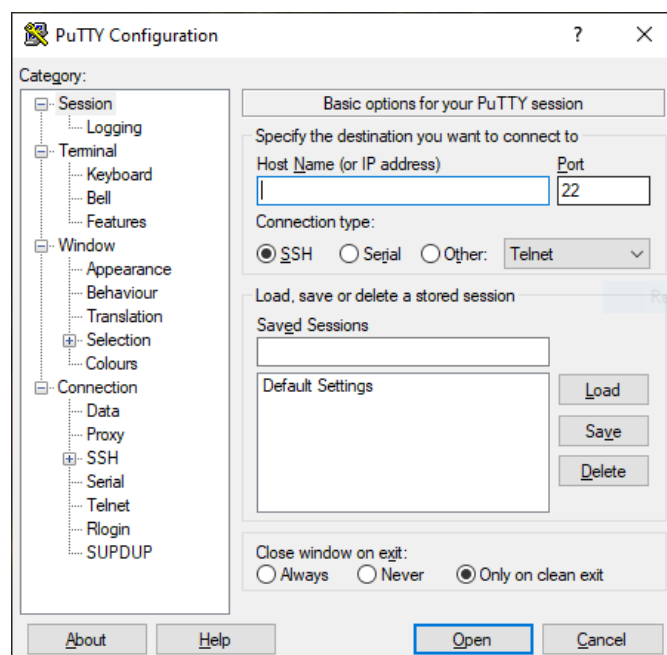 PuTTY Configuration
?
Category:
Session
Logging
Terminal
Keyboard
Bell
Features
Window
Appearance
Behaviour
Translation
Selection
Colours
Connection
Data
Proxy
SSH
Serial
Telnet
Rlogin
SUPDUP
Basic options for your PuTTY session
Specify the destination you want to connect to
Host Name (or IP address) Port
22
Connection type:
SSH Serial Other: Telnet
Load, save or delete a stored session
Saved Sessions
Default Settings
Load
Save
Delete
Close window on exit:
Always Never Only on clean exit
About Help Open Cancel